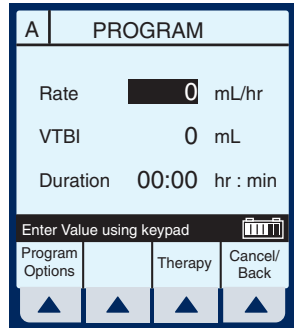 A PROGRAM
Rate 0 mL/hr
VTBI 0 mL
Duration 00:00 hr : min
Enter Value using keypad
Program Options Therapy Cancel/ Back